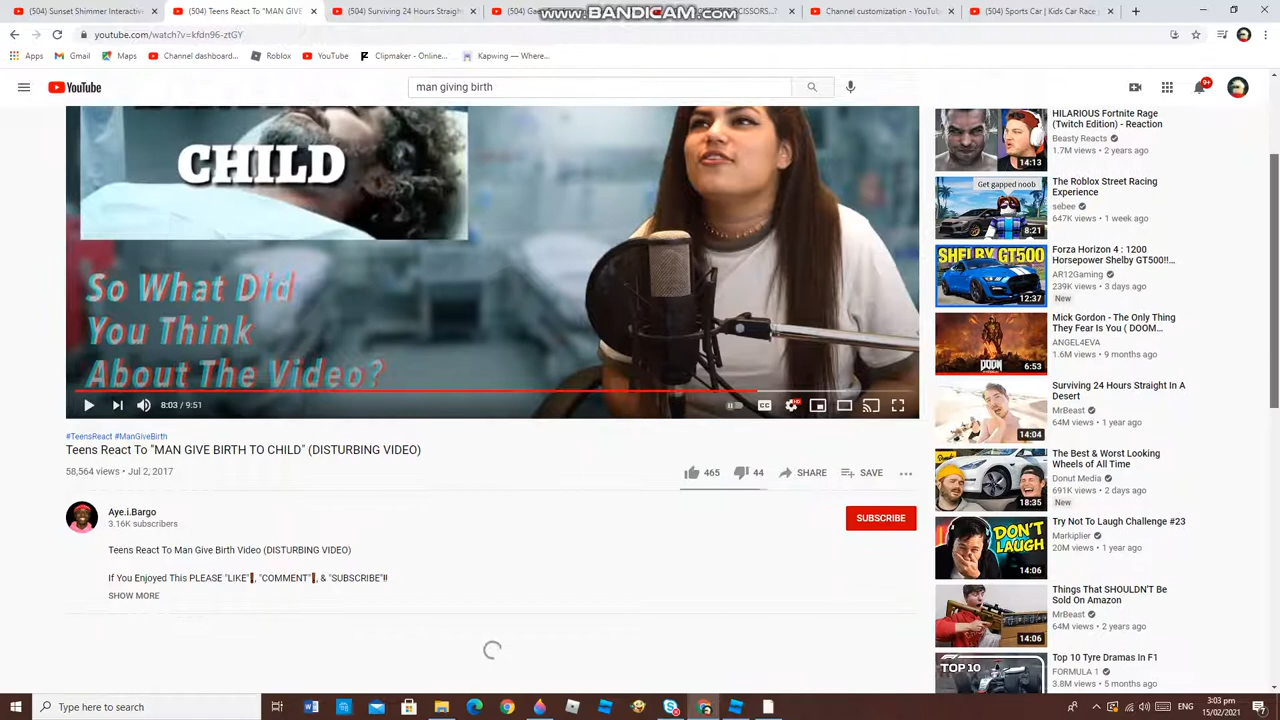 www.BANDICAM.com
(504) Sunset Shimmer Interactiv
(504) Teens React To "MAN GIV
(504) Surviving 24 Hours Straigh
Channel customization - YouTub
(504) Sports Car | Kids Car Race
youtube.com/watch?v=kfdn96-ztGY
Apps Gmail Maps Channel dashboard... Roblox YouTube Clipmaker - Online... Kapwing — Where...
YouTube
man giving birth
9+
CHILD
So What Did
You Think
About The Video?
8:03 / 9:51
CC
HD
#TeensReact #ManGiveBirth
Teens React To "MAN GIVE BIRTH TO CHILD" (DISTURBING VIDEO)
58,564 views • Jul 2, 2017
465 44 SHARE SAVE
Aye.i.Bargo
3.16K subscribers
SUBSCRIBE
Teens React To Man Give Birth Video (DISTURBING VIDEO)
If You Enjoyed This PLEASE "LIKE", "COMMENT", & "SUBSCRIBE"!!
SHOW MORE
HILARIOUS Fortnite Rage
(Twitch Edition) - Reaction
Beasty Reacts
1.7M views • 2 years ago
14:13
Get gapped noob
The Roblox Street Racing
Experience
sebee
647K views • 1 week ago
8:21
SHELBY GT500
Forza Horizon 4 : 1200
Horsepower Shelby GT500!!...
AR12Gaming
239K views • 3 days ago
New
12:37
Mick Gordon - The Only Thing
They Fear Is You ( DOOM...
ANGEL4EVA
1.6M views • 9 months ago
DOOM
6:53
Surviving 24 Hours Straight In A
Desert
MrBeast
64M views • 1 year ago
14:04
The Best & Worst Looking
Wheels of All Time
Donut Media
691K views • 2 days ago
New
18:35
DON'T
LAUGH
Try Not To Laugh Challenge #23
Markiplier
20M views • 1 year ago
14:06
Things That SHOULDN'T Be
Sold On Amazon
MrBeast
64M views • 2 years ago
14:06
TOP 10
Top 10 Tyre Dramas In F1
FORMULA 1
3.8M views • 5 months ago
Type here to search
ENG
3:03 pm
15/02/2021